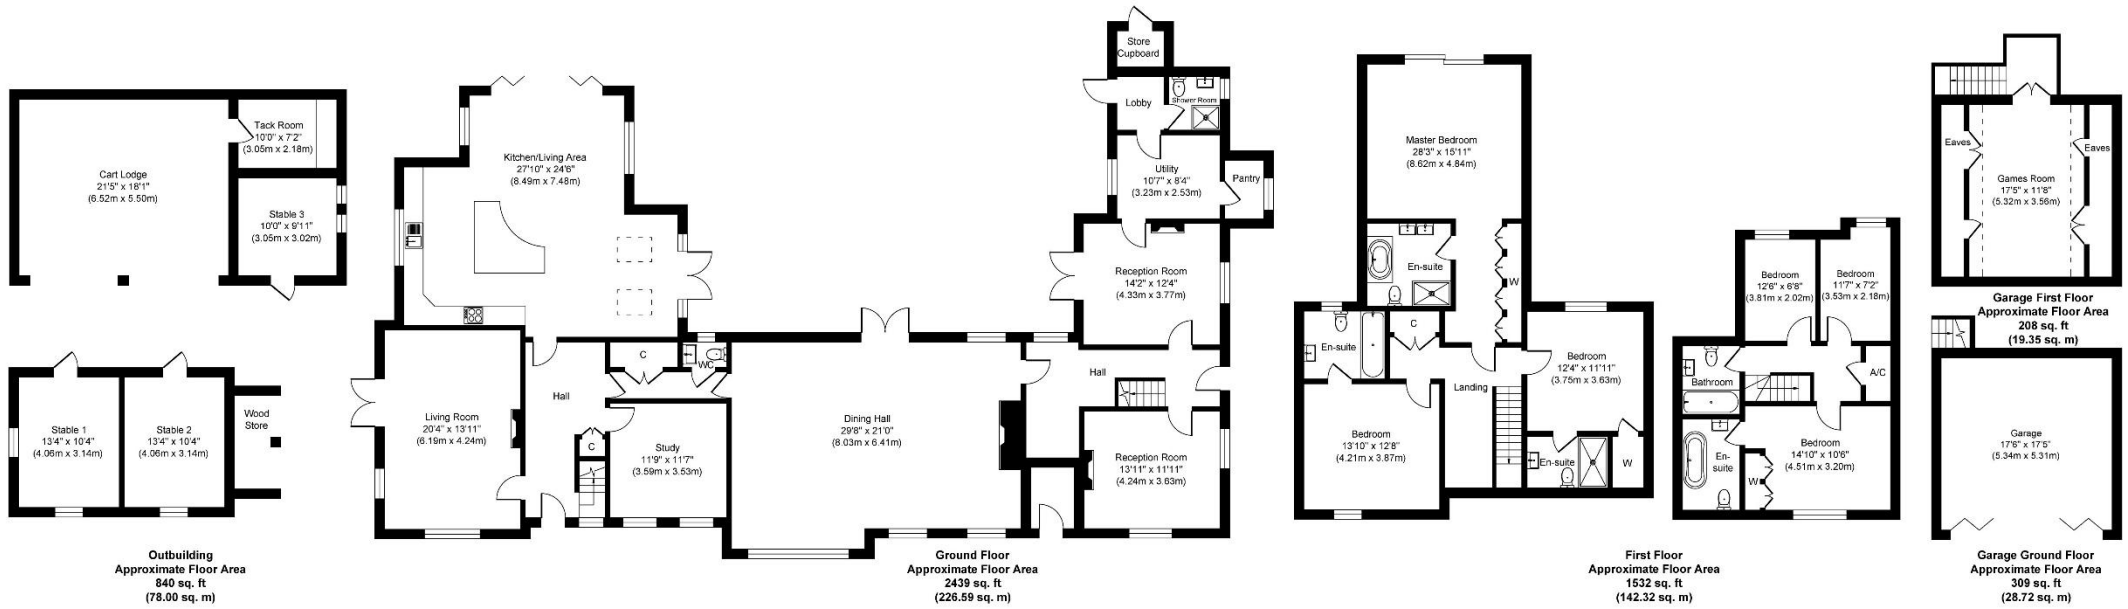 Cart Lodge
21'5" x 18'1"
(6.52m x 5.50m)
Tack Room
10'0" x 7'2"
(3.05m x 2.18m)
Stable 3
10'0" x 9'11"
(3.05m x 3.02m)
Stable 1
13'4" x 10'4"
(4.06m x 3.14m)
Stable 2
13'4" x 10'4"
(4.06m x 3.14m)
Wood
Store
Outbuilding
Approximate Floor Area
840 sq. ft
(78.00 sq. m)
Kitchen/Living Area
27'10" x 24'6"
(8.49m x 7.48m)
Living Room
20'4" x 13'11"
(6.19m x 4.24m)
Hall
C
C
WC
Study
11'9" x 11'7"
(3.59m x 3.53m)
Dining Hall
29'8" x 21'0"
(8.03m x 6.41m)
Store
Cupboard
Lobby
Shower Room
Utility
10'7" x 8'4"
(3.23m x 2.53m)
Pantry
Reception Room
14'2" x 12'4"
(4.33m x 3.77m)
Hall
Reception Room
13'11" x 11'11"
(4.24m x 3.63m)
Ground Floor
Approximate Floor Area
2439 sq. ft
(226.59 sq. m)
Master Bedroom
28'3" x 15'11"
(8.62m x 4.84m)
En-suite
W
En-suite
C
Landing
Bedroom
12'4" x 11'11"
(3.75m x 3.63m)
Bedroom
13'10" x 12'8"
(4.21m x 3.87m)
En-suite
W
Bedroom
12'6" x 6'8"
(3.81m x 2.02m)
Bedroom
11'7" x 7'2"
(3.53m x 2.18m)
Bathroom
A/C
En-
suite
W
Bedroom
14'10" x 10'6"
(4.51m x 3.20m)
First Floor
Approximate Floor Area
1532 sq. ft
(142.32 sq. m)
Eaves
Eaves
Games Room
17'5" x 11'8"
(5.32m x 3.56m)
Garage First Floor
Approximate Floor Area
208 sq. ft
(19.35 sq. m)
Garage
17'6" x 17'5"
(5.34m x 5.31m)
Garage Ground Floor
Approximate Floor Area
309 sq. ft
(28.72 sq. m)